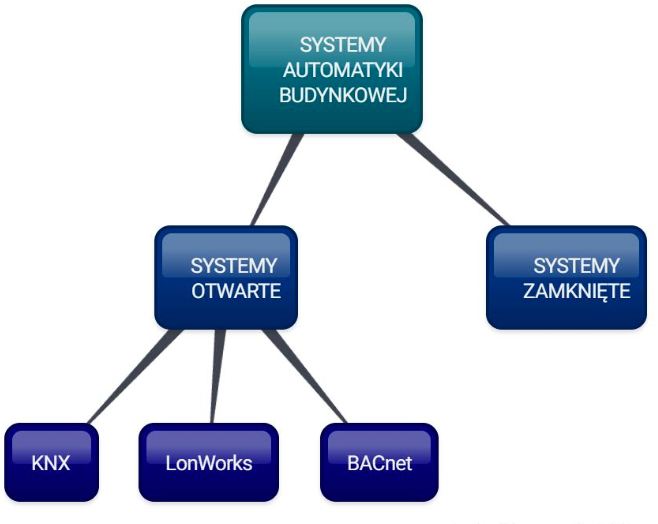 SYSTEMY
AUTOMATYKI
BUDYNKOWEJ
SYSTEMY
OTWARTE
SYSTEMY
ZAMKNIĘTE
KNX
LonWorks
BACnet